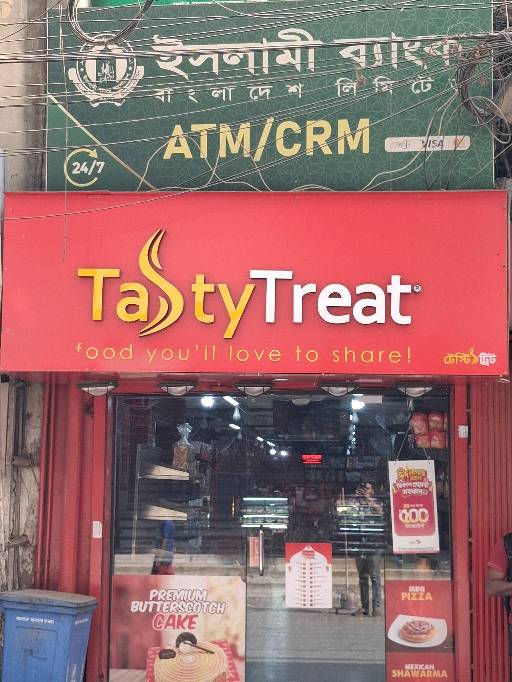 ইসলামী ব্যাংক
বাংলাদেশ লিমিটে
ATM/CRM
24/7
VISA
TastyTreat®
food you'll love to share!
টেস্টি ট্রিট
PREMIUM
BUTTERSCOTCH
CAKE
MINI
PIZZA
MEXICAN
SHAWARMA